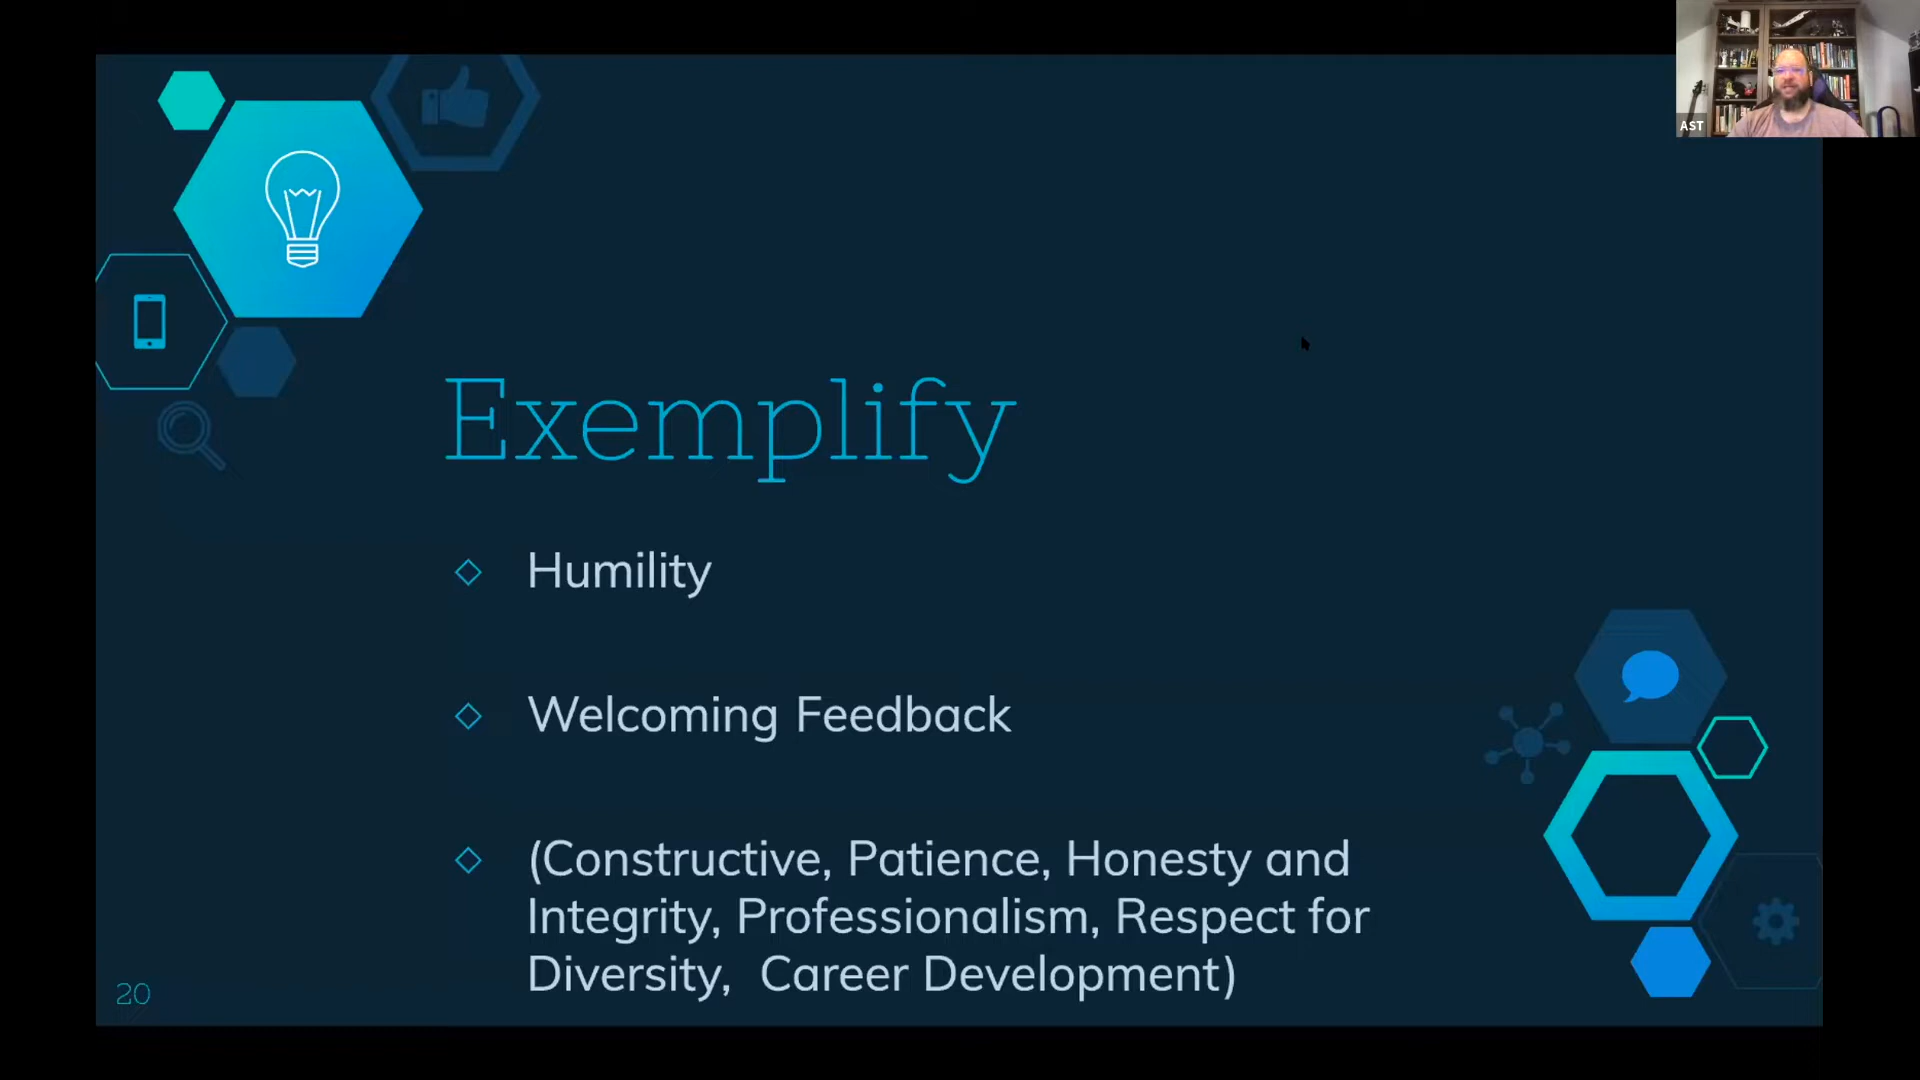 AST
Exemplify
Humility
Welcoming Feedback
(Constructive, Patience, Honesty and
Integrity, Professionalism, Respect for
Diversity,  Career Development)
20